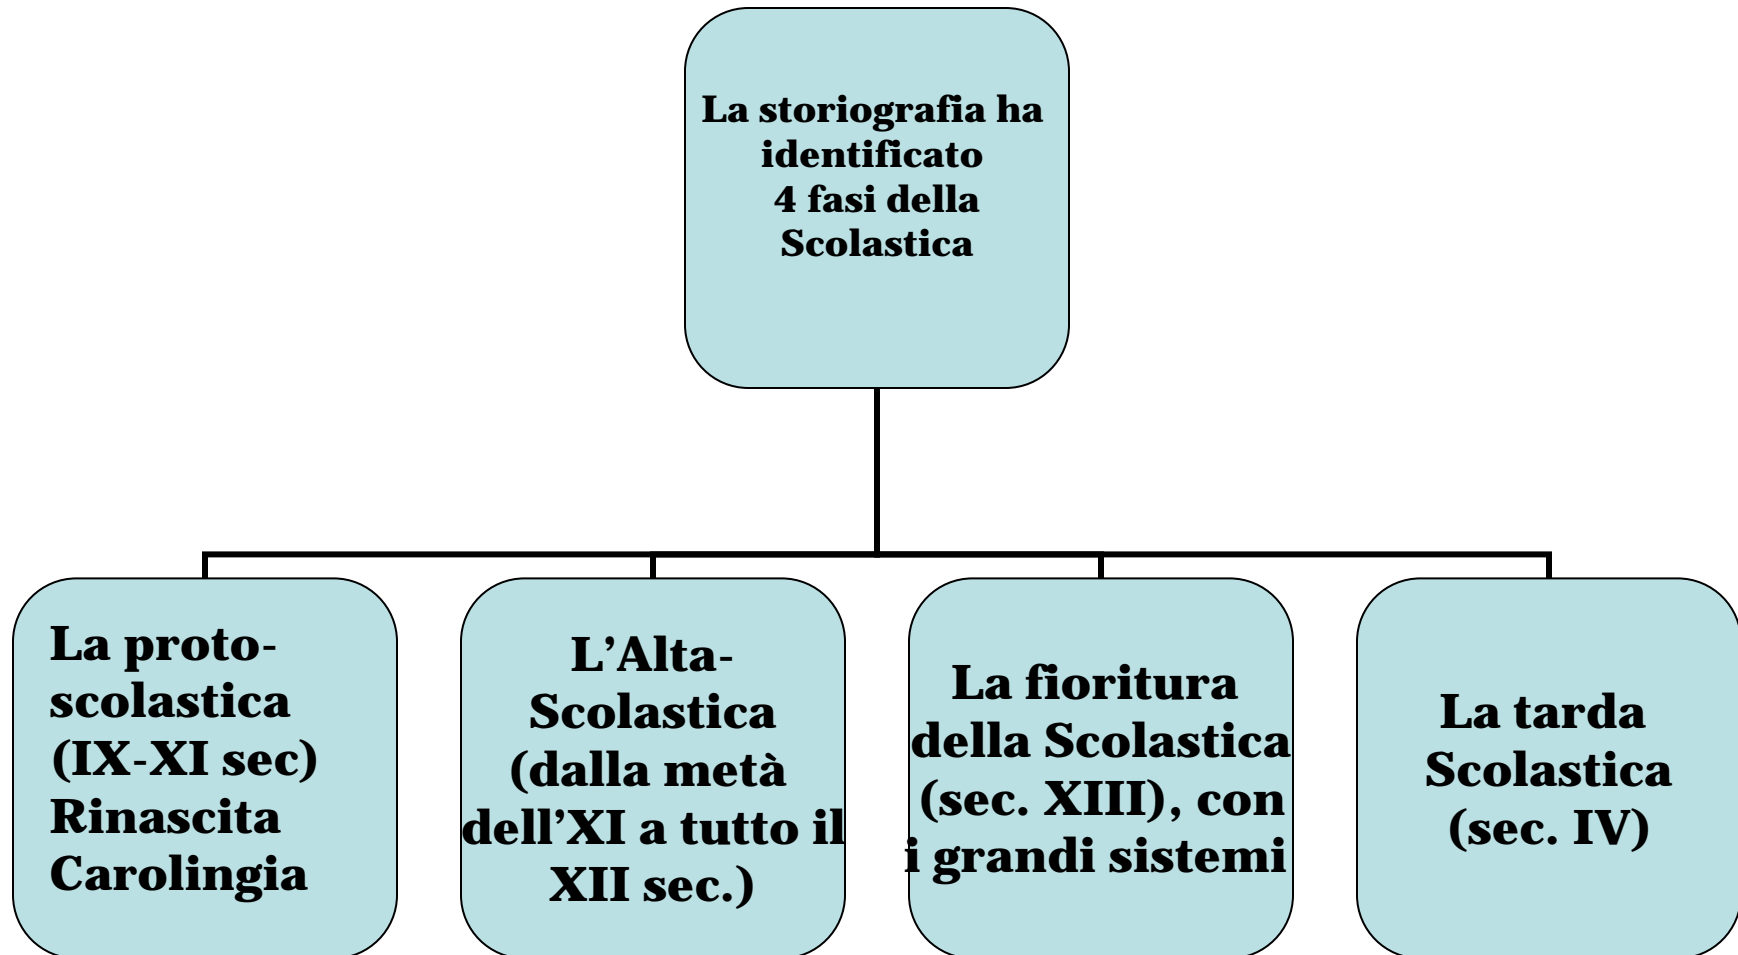 La storiografia ha
identificato
4 fasi della
Scolastica
La proto-
scolastica
(IX-XI sec)
Rinascita
Carolingia
L’Alta-
Scolastica
(dalla metà
dell’XI a tutto il
XII sec.)
La fioritura
della Scolastica
(sec. XIII), con
i grandi sistemi
La tarda
Scolastica
(sec. IV)